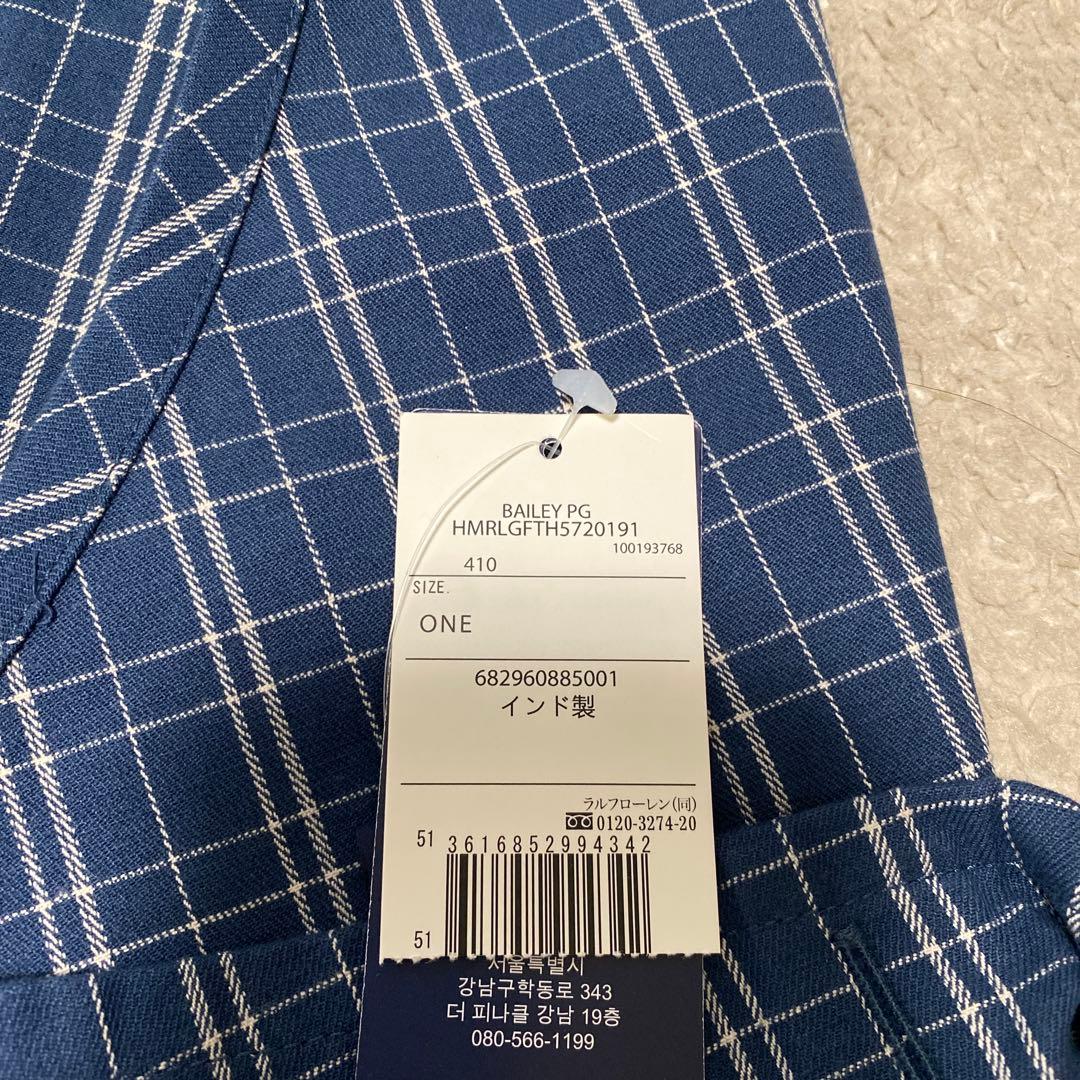 BAILEY PG
HMRLGFTH5720191
100193768
410
SIZE.
ONE
682960885001
インド製
ラルフローレン(同)
0120-3274-20
51 3616852994342
51
서울특별시
강남구학동로 343
더 피나클 강남 19층
080-566-1199